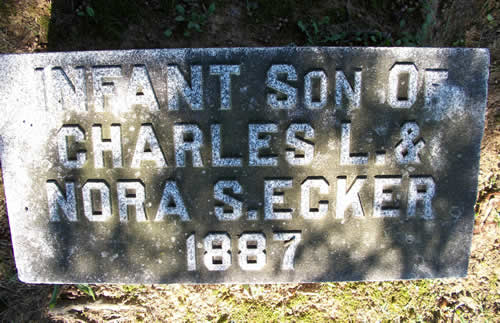 INFANT SON OF
CHARLES L. &
NORA S. ECKER
1887